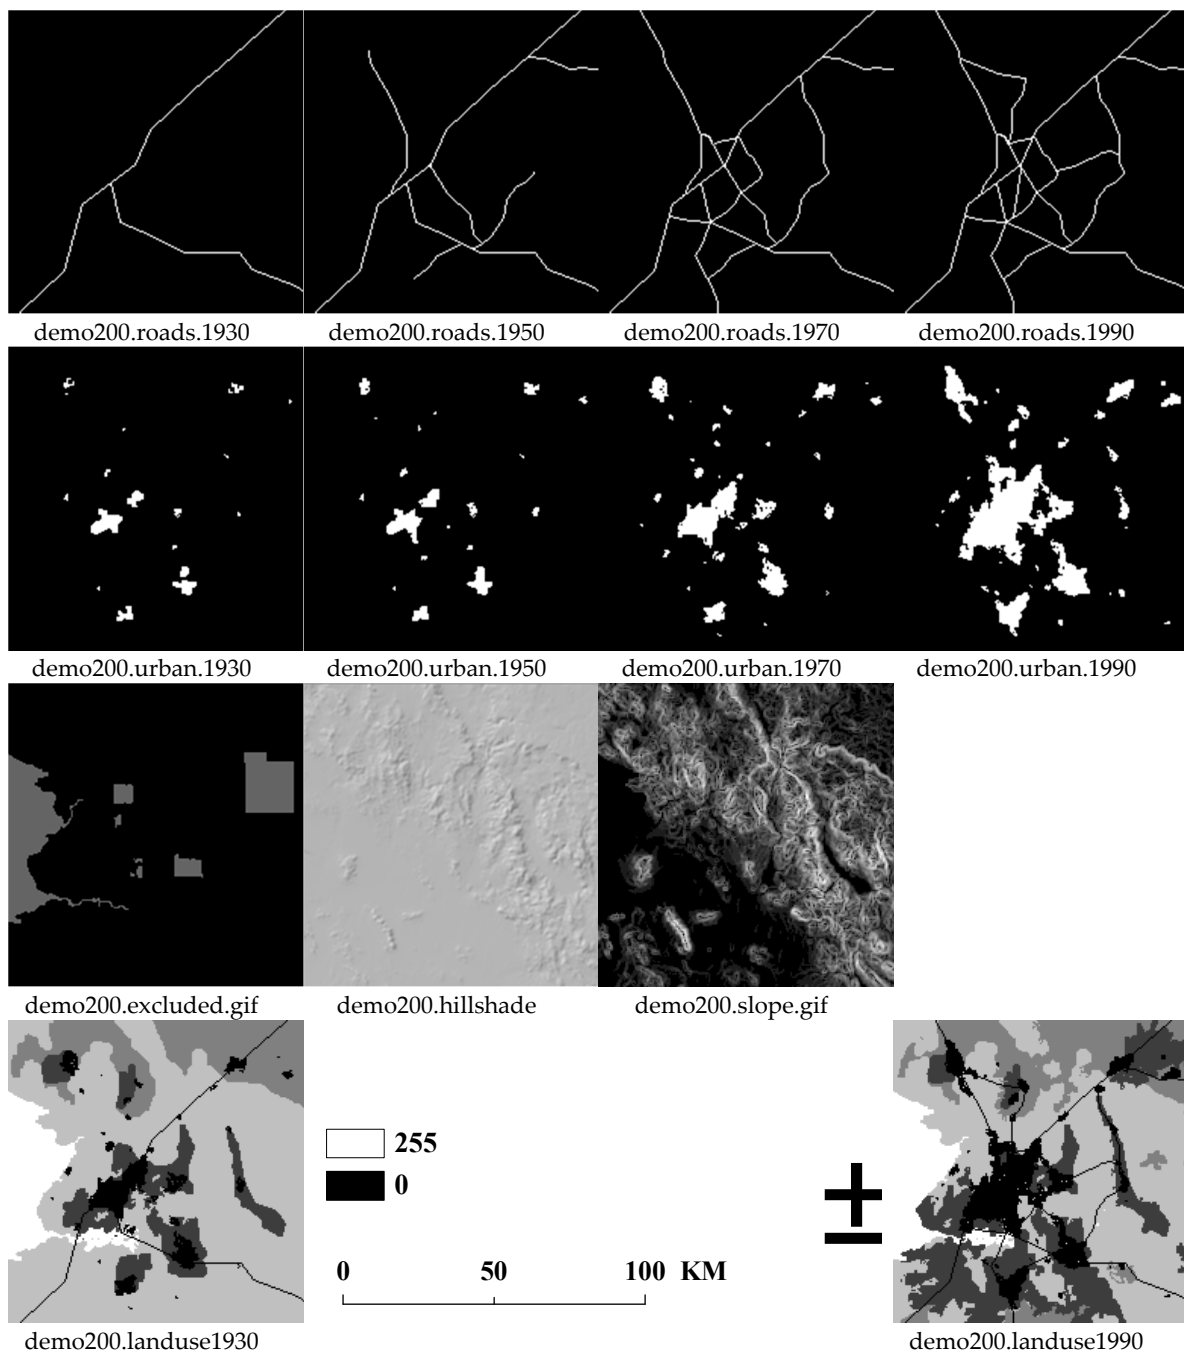 demo200.roads.1930 demo200.roads.1950 demo200.roads.1970 demo200.roads.1990
demo200.urban.1930 demo200.urban.1950 demo200.urban.1970 demo200.urban.1990
demo200.excluded.gif demo200.hillshade demo200.slope.gif
255
0
0 50 100 KM
demo200.landuse1930 demo200.landuse1990